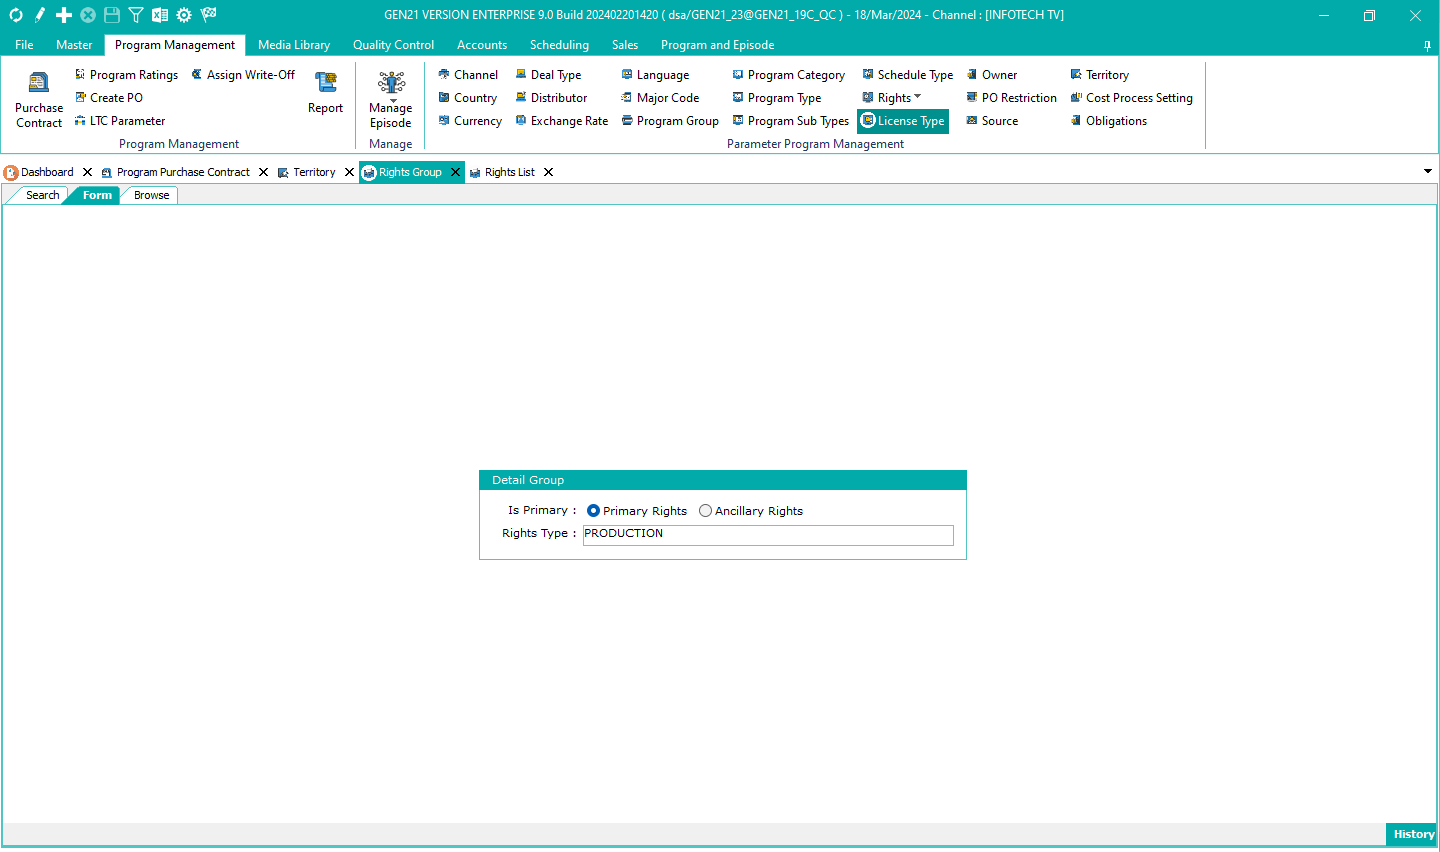 GEN21 VERSION ENTERPRISE 9.0 Build 202402201420 ( dsa/GEN21_23@GEN21_19C_QC ) - 18/Mar/2024 - Channel : [INFOTECH TV]
File Master Program Management Media Library Quality Control Accounts Scheduling Sales Program and Episode
Program Ratings Assign Write-Off Channel Deal Type Language Program Category Schedule Type Owner Territory
Purchase Contract Create PO Report Manage Episode Country Distributor Major Code Program Type Rights PO Restriction Cost Process Setting
LTC Parameter Currency Exchange Rate Program Group Program Sub Types License Type Source Obligations
Program Management Manage Parameter Program Management
Dashboard Program Purchase Contract Territory Rights Group Rights List
Search Form Browse
Detail Group
Is Primary : Primary Rights Ancillary Rights
Rights Type : PRODUCTION
History